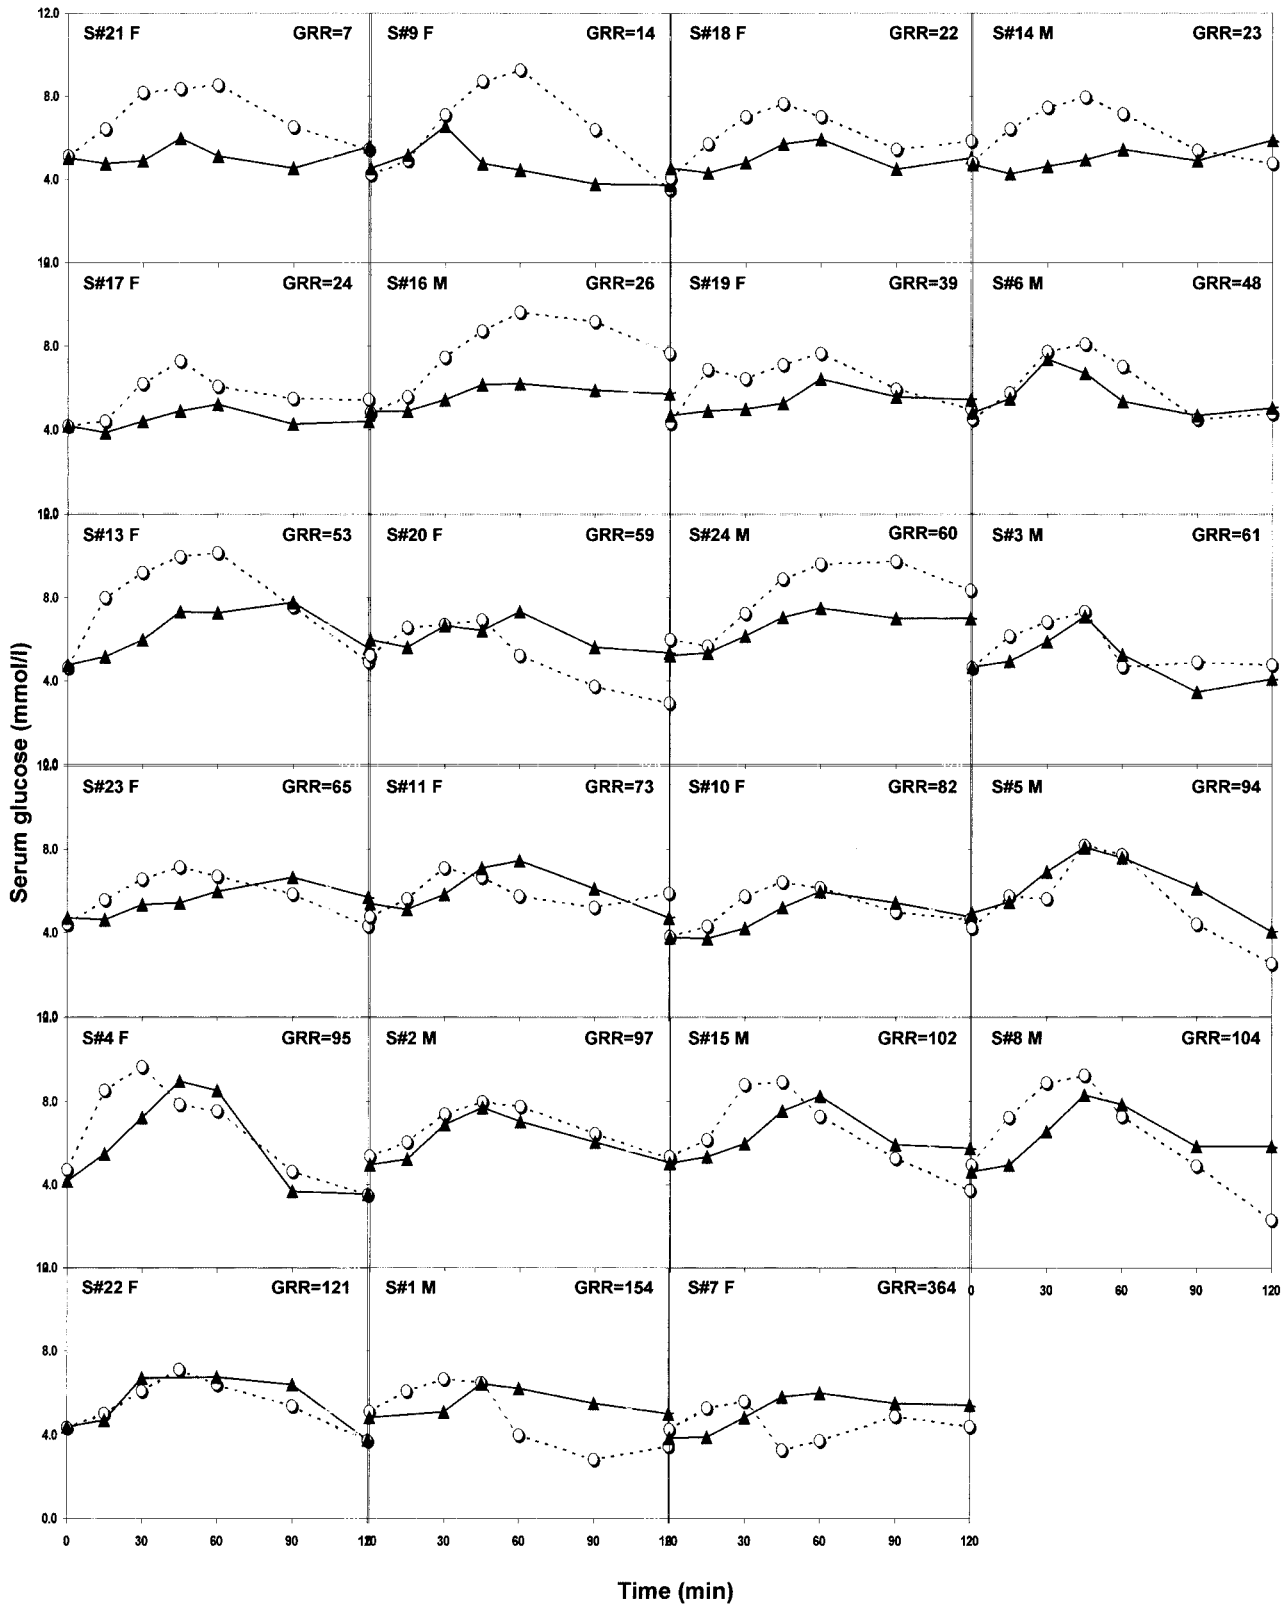 12.0
S#21 F GRR=7 S#9 F GRR=14 S#18 F GRR=22 S#14 M GRR=23
8.0
4.0
S#17 F GRR=24 S#16 M GRR=26 S#19 F GRR=39 S#6 M GRR=48
8.0
4.0
S#13 F GRR=53 S#20 F GRR=59 S#24 M GRR=60 S#3 M GRR=61
8.0
4.0
S#23 F GRR=65 S#11 F GRR=73 S#10 F GRR=82 S#5 M GRR=94
8.0
4.0
S#4 F GRR=95 S#2 M GRR=97 S#15 M GRR=102 S#8 M GRR=104
8.0
4.0
S#22 F GRR=121 S#1 M GRR=154 S#7 F GRR=364
0 30 60 90 120
8.0
4.0
0.0
0 30 60 90 30 60 90 30 60 90 120
Serum glucose (mmol/l)
Time (min)